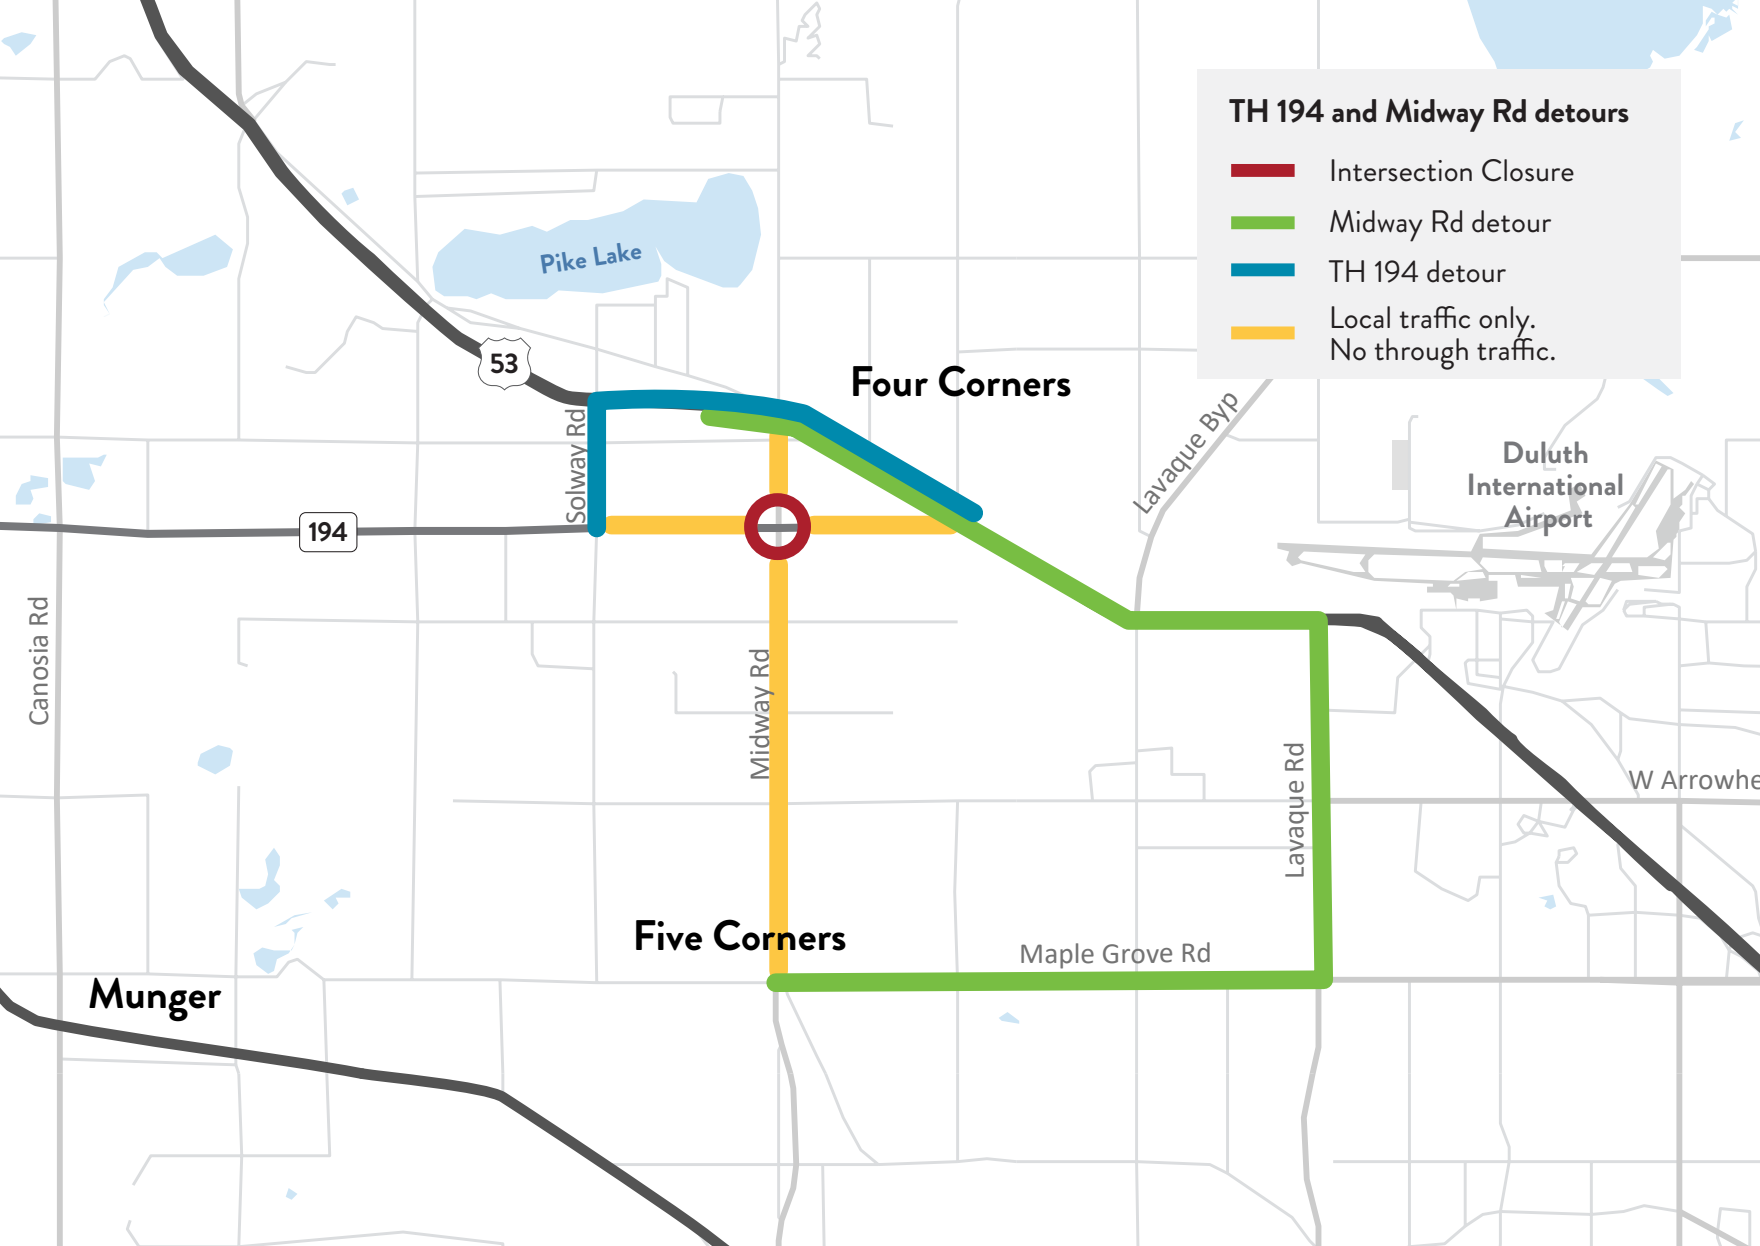 TH 194 and Midway Rd detours
Intersection Closure
Midway Rd detour
TH 194 detour
Local traffic only.
No through traffic.
Pike Lake
53
Four Corners
Solway Rd
Lavaque Byp
Duluth
International
Airport
194
Canosia Rd
Midway Rd
Lavaque Rd
W Arrowhe
Five Corners
Maple Grove Rd
Munger